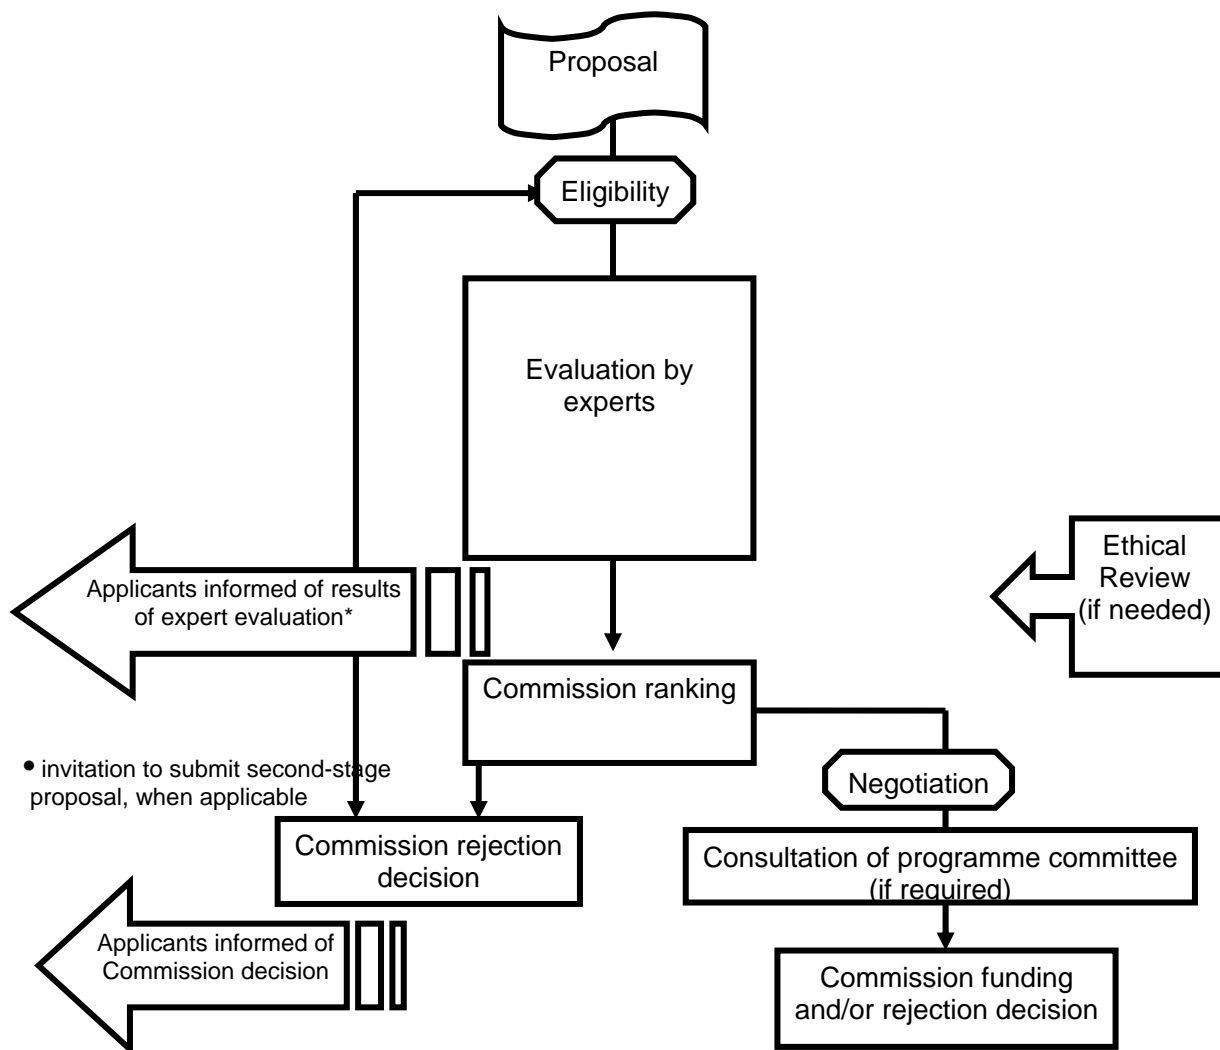 Proposal
Eligibility
Evaluation by
experts
Ethical
Review
(if needed)
Applicants informed of results
of expert evaluation*
Commission ranking
• invitation to submit second-stage
proposal, when applicable
Negotiation
Commission rejection
decision
Consultation of programme committee
(if required)
Applicants informed of
Commission decision
Commission funding
and/or rejection decision